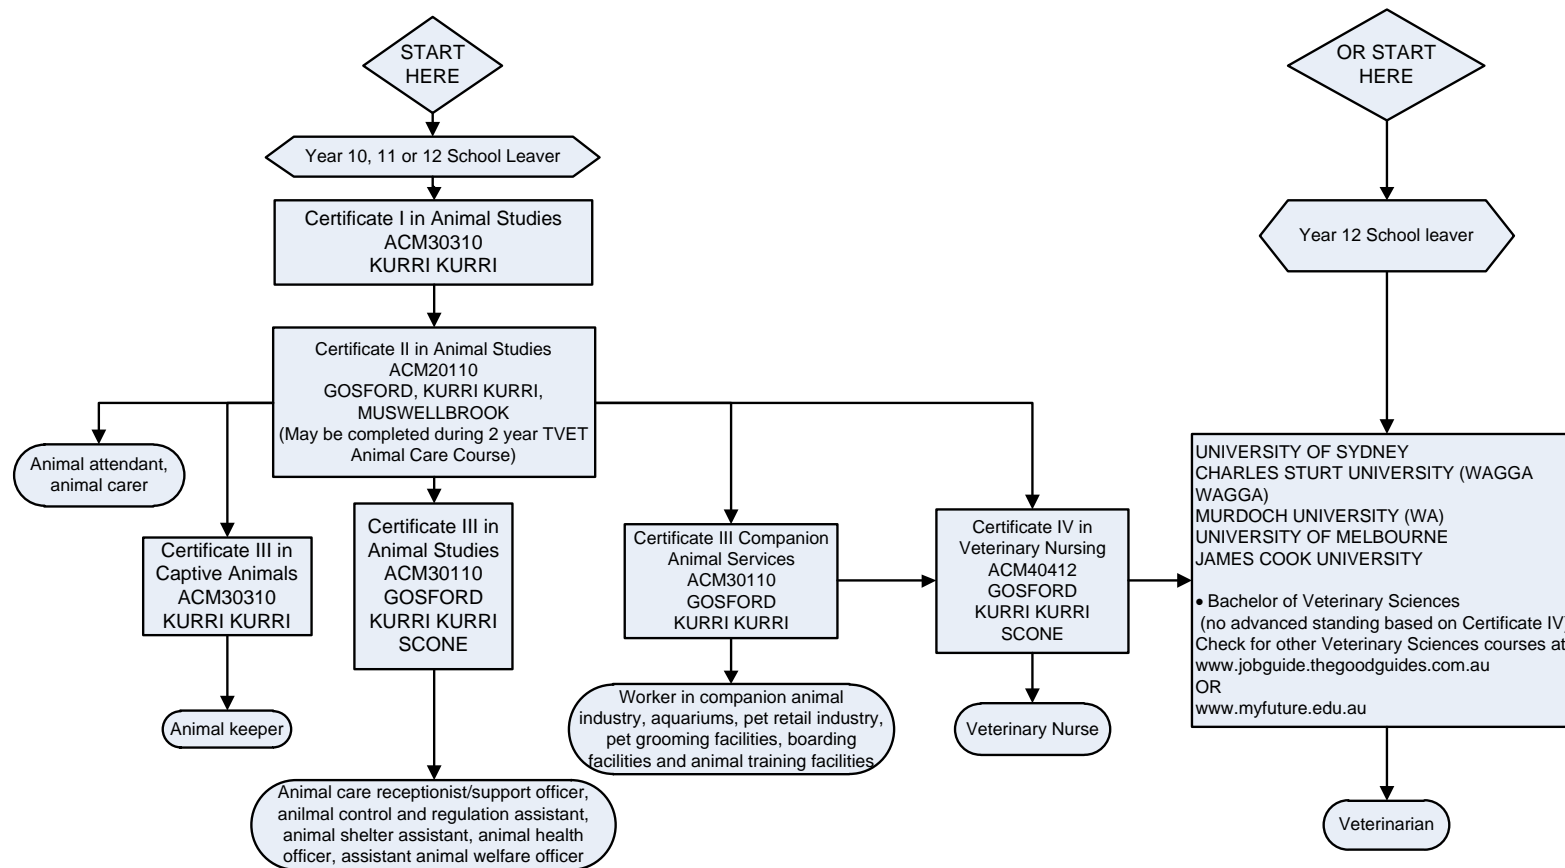 START
HERE
OR START
HERE
Year 10, 11 or 12 School Leaver
Certificate I in Animal Studies
ACM30310
KURRI KURRI
Year 12 School leaver
Certificate II in Animal Studies
ACM20110
GOSFORD, KURRI KURRI,
MUSWELLBROOK
(May be completed during 2 year TVET
Animal Care Course)
Animal attendant,
animal carer
Certificate III in
Captive Animals
ACM30310
KURRI KURRI
Certificate III in
Animal Studies
ACM30110
GOSFORD
KURRI KURRI
SCONE
Certificate III Companion
Animal Services
ACM30110
GOSFORD
KURRI KURRI
Certificate IV in
Veterinary Nursing
ACM40412
GOSFORD
KURRI KURRI
SCONE
UNIVERSITY OF SYDNEY
CHARLES STURT UNIVERSITY (WAGGA
WAGGA)
MURDOCH UNIVERSITY (WA)
UNIVERSITY OF MELBOURNE
JAMES COOK UNIVERSITY
• Bachelor of Veterinary Sciences
(no advanced standing based on Certificate IV)
Check for other Veterinary Sciences courses at
www.jobguide.thegoodguides.com.au
OR
www.myfuture.edu.au
Animal keeper
Worker in companion animal
industry, aquariums, pet retail industry,
pet grooming facilities, boarding
facilities and animal training facilities
Veterinary Nurse
Animal care receptionist/support officer,
anilmal control and regulation assistant,
animal shelter assistant, animal health
officer, assistant animal welfare officer
Veterinarian